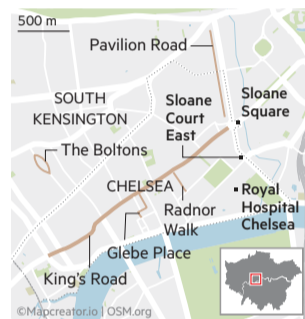 500 m
Pavilion Road
SOUTH
KENSINGTON
Sloane
Court
East
Sloane
Square
The Boltons
CHELSEA
Radnor
Walk
Royal
Hospital
Chelsea
Glebe Place
King's Road
©Mapcreator.io | OSM.org